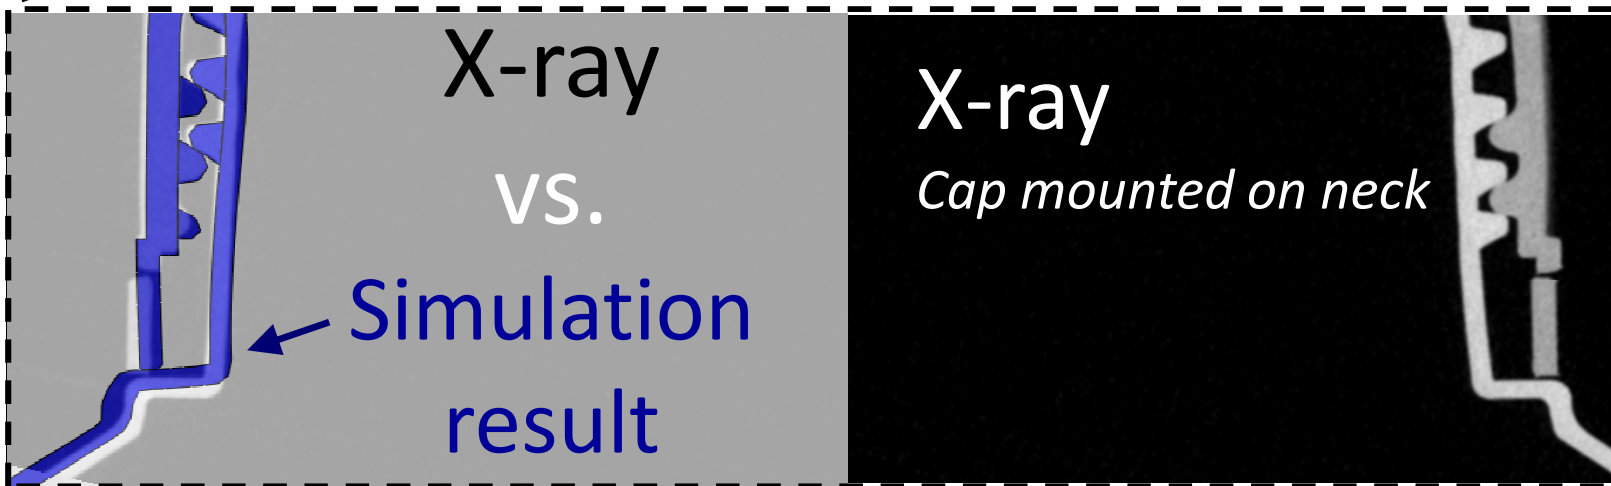 X-ray
vs.
Simulation
result
X-ray
Cap mounted on neck